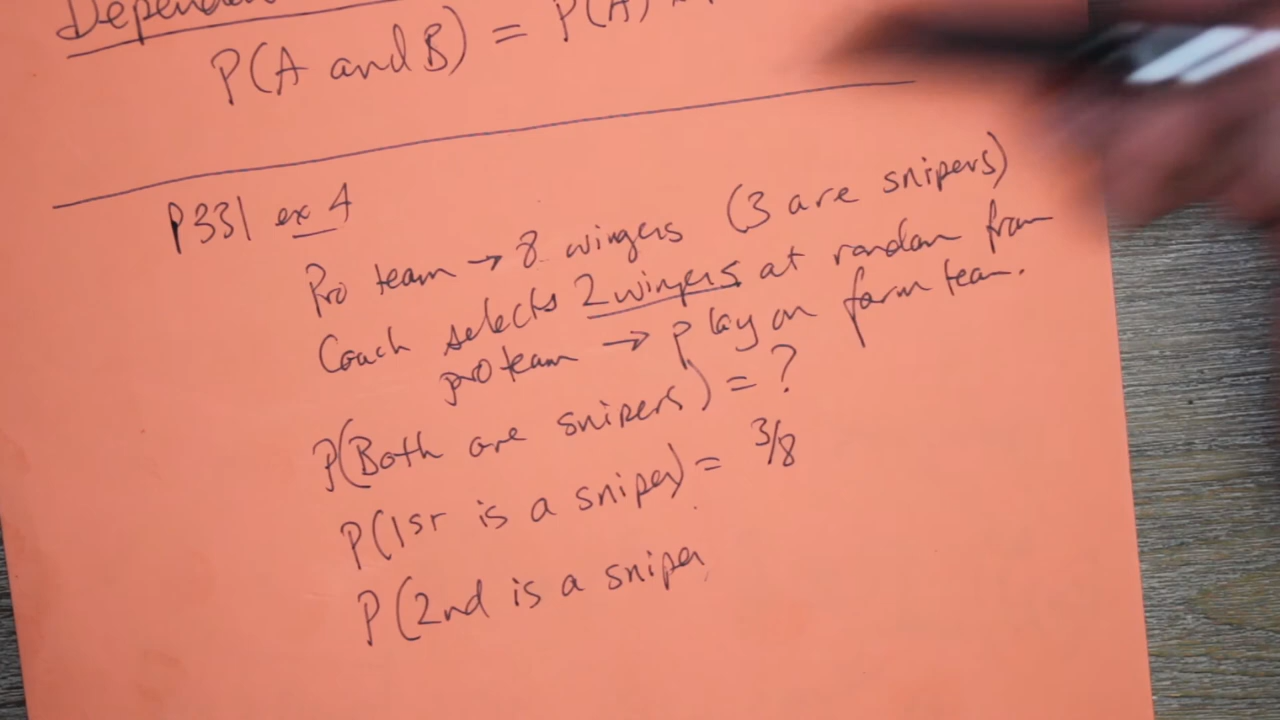 P(A and B) = P(A)
P331 ex 4
Pro team → 8 wingers (3 are snipers)
Coach selects 2 wingers at random from
pro team → play on farm team.
P(Both are snipers) = ?
P(1st is a sniper) = 3/8
P(2nd is a sniper